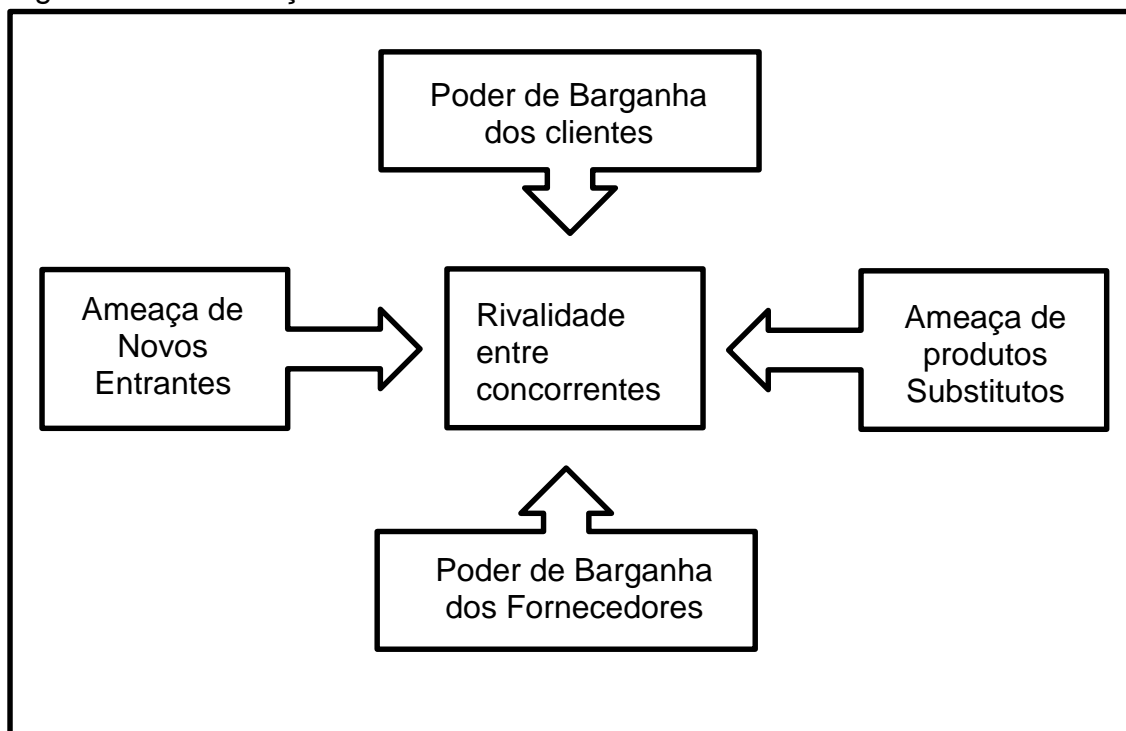 Poder de Barganha
dos clientes
Ameaça de
Novos
Entrantes
Rivalidade
entre
concorrentes
Ameaça de
produtos
Substitutos
Poder de Barganha
dos Fornecedores